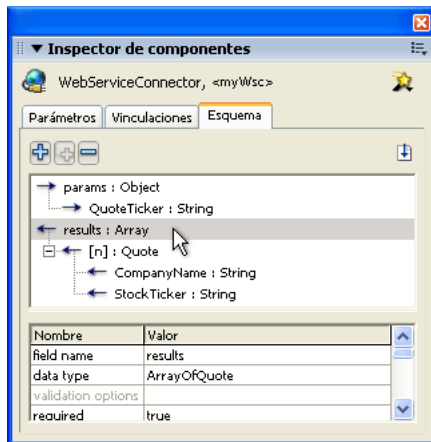 Inspector de componentes
WebServiceConnector, <myWsc>
Parámetros Vinculaciones Esquema
params : Object
QuoteTicker : String
results : Array
[n] : Quote
CompanyName : String
StockTicker : String
Nombre Valor
field name results
data type ArrayOfQuote
validation options
required true